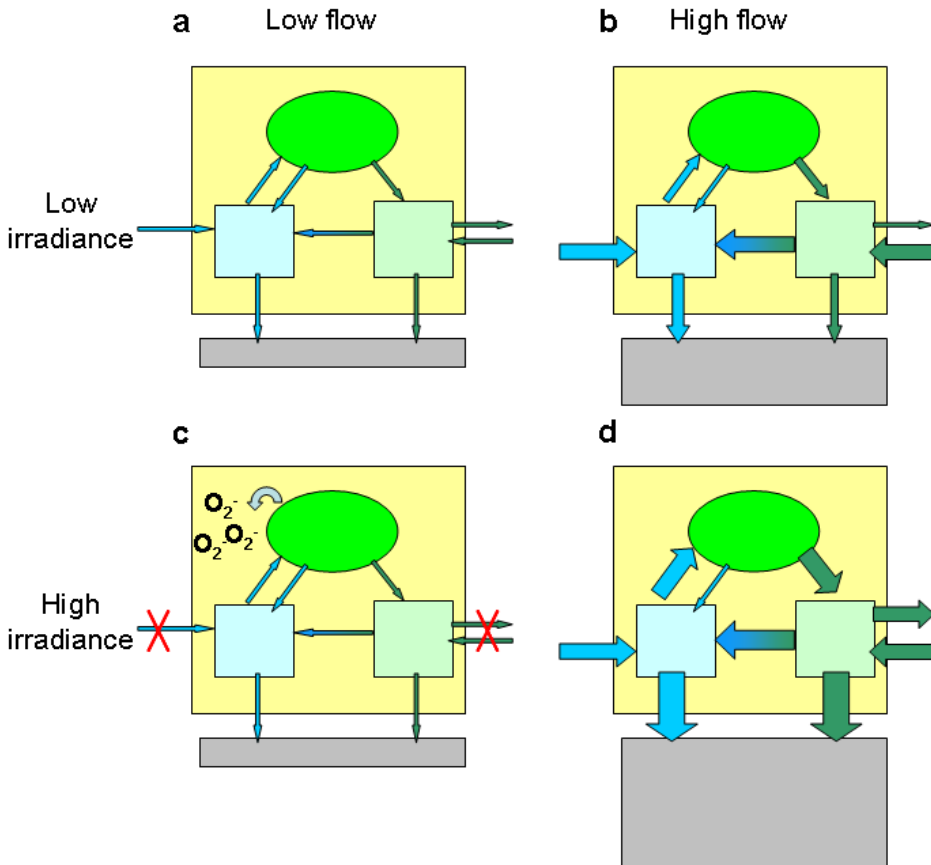 a Low flow
b High flow
Low
irradiance
c
d
O₂⁻
O₂⁻ O₂⁻
High
irradiance